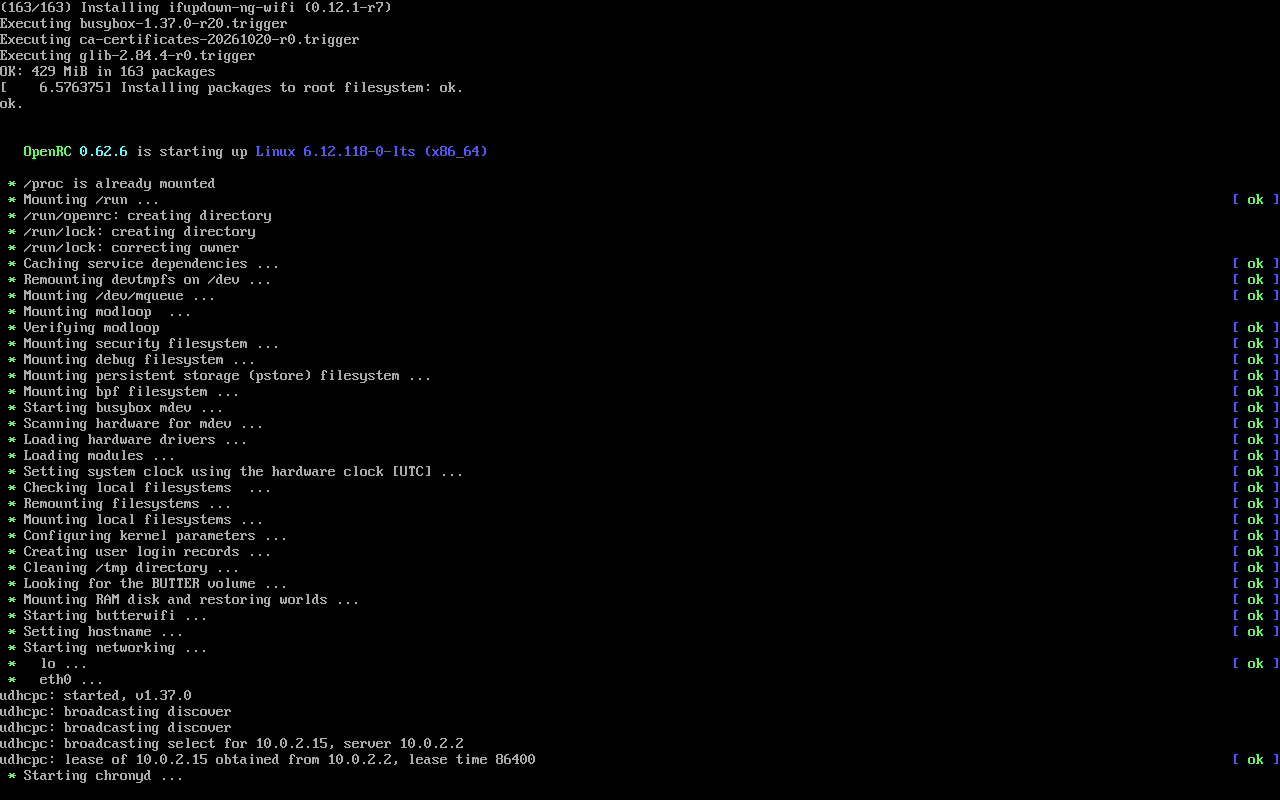 (163/163) Installing ifupdown-ng-wifi (0.12.1-r7)
Executing busybox-1.37.0-r20.trigger
Executing ca-certificates-20261020-r0.trigger
Executing glib-2.84.4-r0.trigger
OK: 429 MiB in 163 packages
[    6.576375] Installing packages to root filesystem: ok.
ok.
OpenRC 0.62.6 is starting up Linux 6.12.118-0-lts (x86_64)
* /proc is already mounted
* Mounting /run ... [ ok ]
* /run/openrc: creating directory
* /run/lock: creating directory
* /run/lock: correcting owner
* Caching service dependencies ... [ ok ]
* Remounting devtmpfs on /dev ... [ ok ]
* Mounting /dev/mqueue ... [ ok ]
* Mounting modloop  ...
* Verifying modloop [ ok ]
* Mounting security filesystem ... [ ok ]
* Mounting debug filesystem ... [ ok ]
* Mounting persistent storage (pstore) filesystem ... [ ok ]
* Mounting bpf filesystem ... [ ok ]
* Starting busybox mdev ... [ ok ]
* Scanning hardware for mdev ... [ ok ]
* Loading hardware drivers ... [ ok ]
* Loading modules ... [ ok ]
* Setting system clock using the hardware clock [UTC] ... [ ok ]
* Checking local filesystems  ... [ ok ]
* Remounting filesystems ... [ ok ]
* Mounting local filesystems ... [ ok ]
* Configuring kernel parameters ... [ ok ]
* Creating user login records ... [ ok ]
* Cleaning /tmp directory ... [ ok ]
* Looking for the BUTTER volume ... [ ok ]
* Mounting RAM disk and restoring worlds ... [ ok ]
* Starting butterwifi ... [ ok ]
* Setting hostname ... [ ok ]
* Starting networking ...
*   lo ... [ ok ]
*   eth0 ...
udhcpc: started, v1.37.0
udhcpc: broadcasting discover
udhcpc: broadcasting discover
udhcpc: broadcasting select for 10.0.2.15, server 10.0.2.2
udhcpc: lease of 10.0.2.15 obtained from 10.0.2.2, lease time 86400 [ ok ]
* Starting chronyd ...